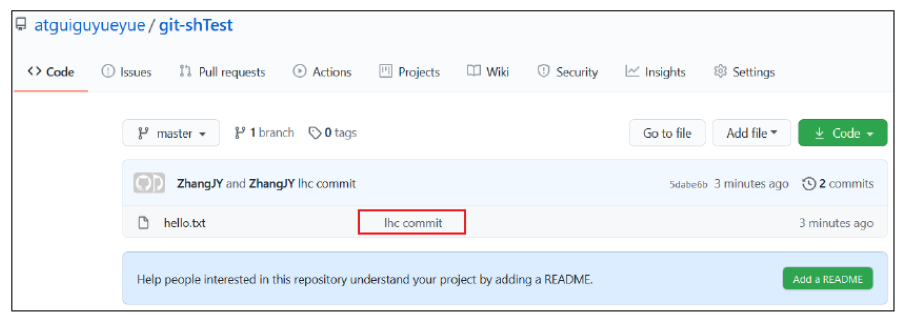 atguiguyueyue / git-shTest
<> Code Issues Pull requests Actions Projects Wiki Security Insights Settings
master 1 branch 0 tags Go to file Add file Code
ZhangJY and ZhangJY lhc commit 5dabe6b 3 minutes ago 2 commits
hello.txt lhc commit 3 minutes ago
Help people interested in this repository understand your project by adding a README. Add a README